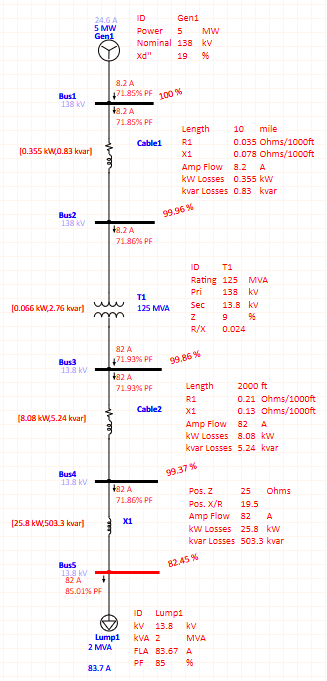 24.6 A
5 MW
Gen1
ID Gen1
Power 5 MW
Nominal 138 kV
Xd" 19 %
8.2 A
71.85% PF
Bus1
138 kV
100 %
8.2 A
71.85% PF
[0.355 kW,0.83 kvar]
Cable1
Length 10 mile
R1 0.035 Ohms/1000ft
X1 0.078 Ohms/1000ft
Amp Flow 8.2 A
kW Losses 0.355 kW
kvar Losses 0.83 kvar
Bus2
138 kV
99.96 %
8.2 A
71.86% PF
[0.066 kW,2.76 kvar]
T1
125 MVA
ID T1
Rating 125 MVA
Pri 138 kV
Sec 13.8 kV
Z 9 %
R/X 0.024
82 A
71.93% PF
Bus3
13.8 kV
99.86 %
82 A
71.93% PF
[8.08 kW,5.24 kvar]
Cable2
Length 2000 ft
R1 0.21 Ohms/1000ft
X1 0.13 Ohms/1000ft
Amp Flow 82 A
kW Losses 8.08 kW
kvar Losses 5.24 kvar
Bus4
13.8 kV
99.37 %
82 A
71.86% PF
[25.8 kW,503.3 kvar]
X1
Pos. Z 25 Ohms
Pos. X/R 19.5
Amp Flow 82 A
kW Losses 25.8 kW
kvar Losses 503.3 kvar
Bus5
13.8 kV
82.45 %
82 A
85.01% PF
Lump1
2 MVA
83.7 A
ID Lump1
kV 13.8 kV
kVA 2 MVA
FLA 83.67 A
PF 85 %